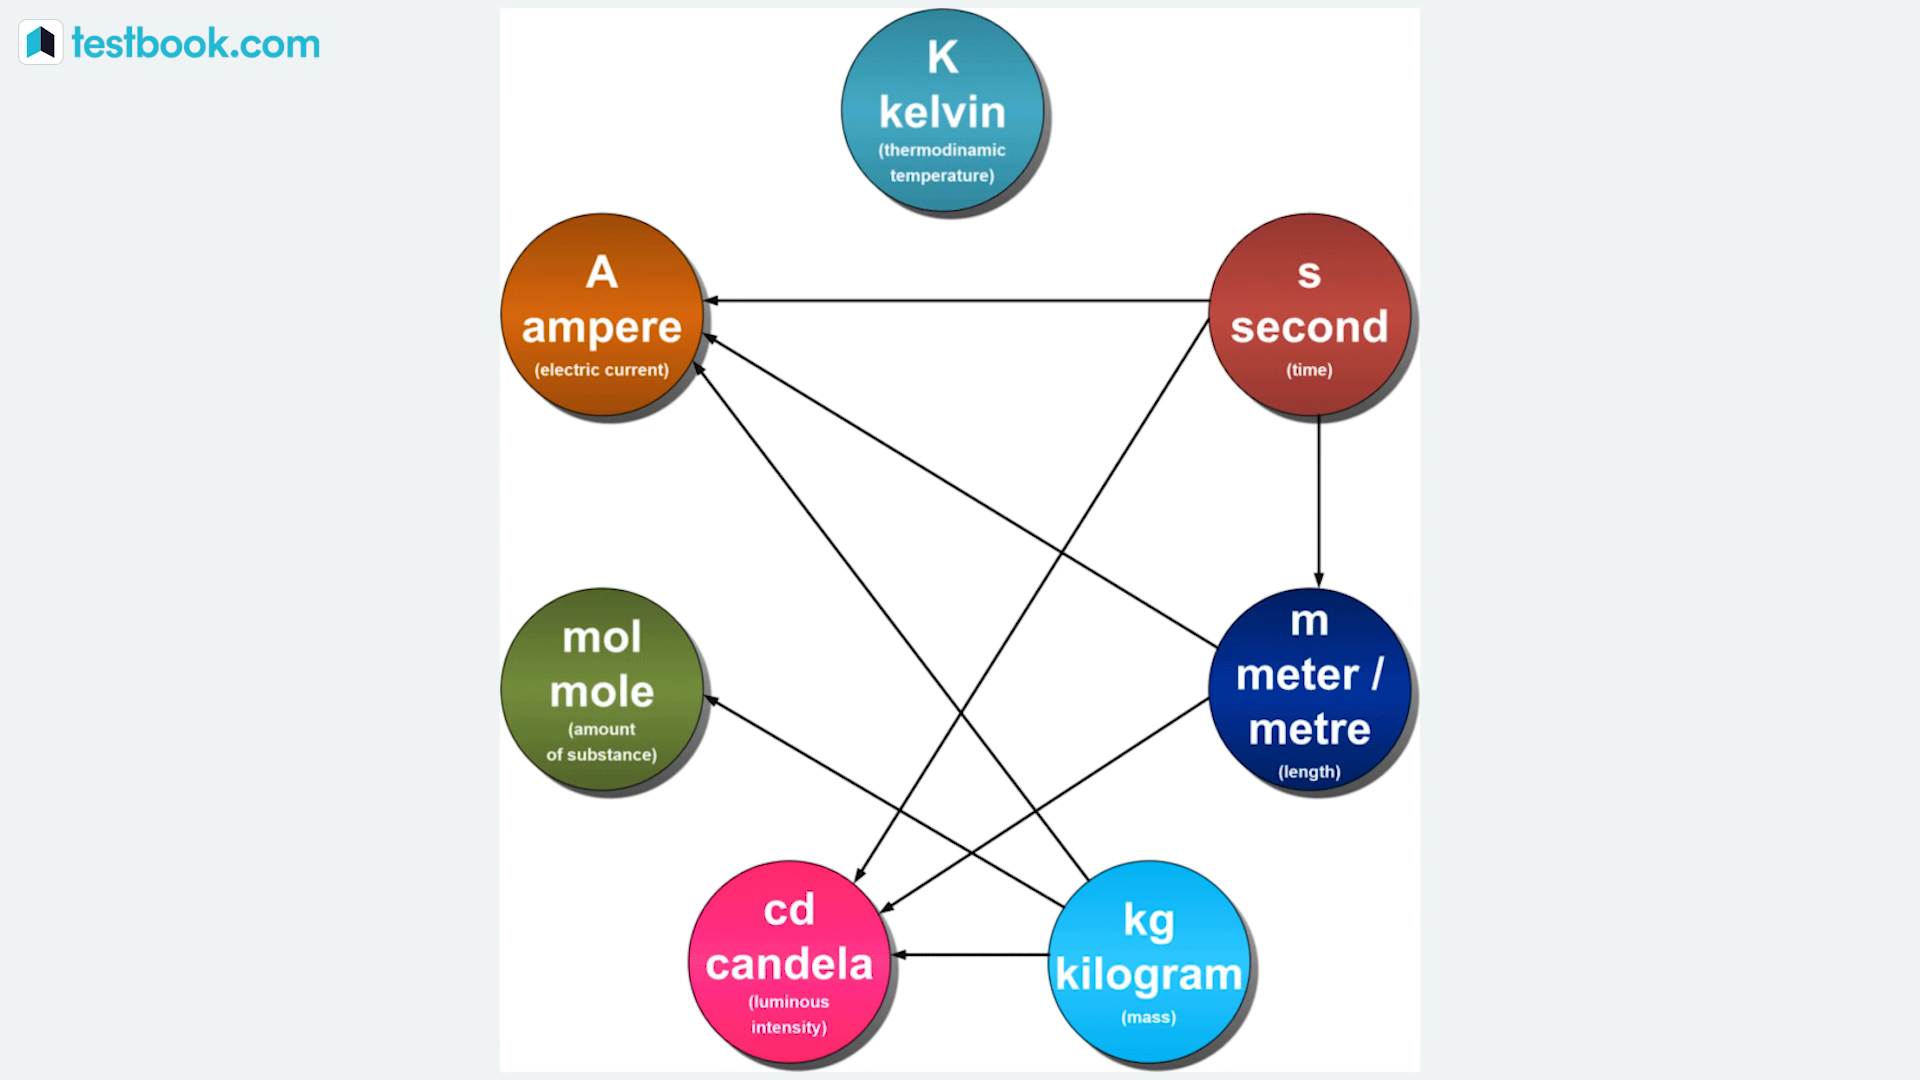 testbook.com
K
kelvin
(thermodinamic
temperature)
A
ampere
(electric current)
s
second
(time)
mol
mole
(amount
of substance)
m
meter /
metre
(length)
cd
candela
(luminous
intensity)
kg
kilogram
(mass)